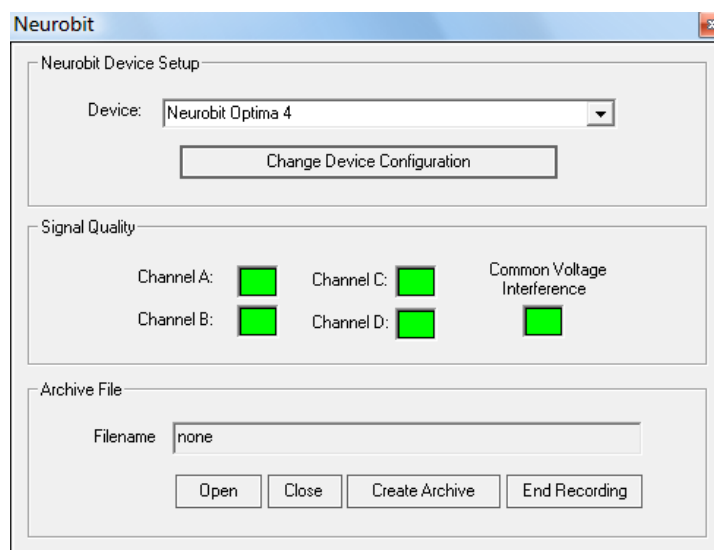 Neurobit
Neurobit Device Setup
Device: Neurobit Optima 4
Change Device Configuration
Signal Quality
Channel A: Channel C: Common Voltage
Interference
Channel B: Channel D:
Archive File
Filename none
Open Close Create Archive End Recording